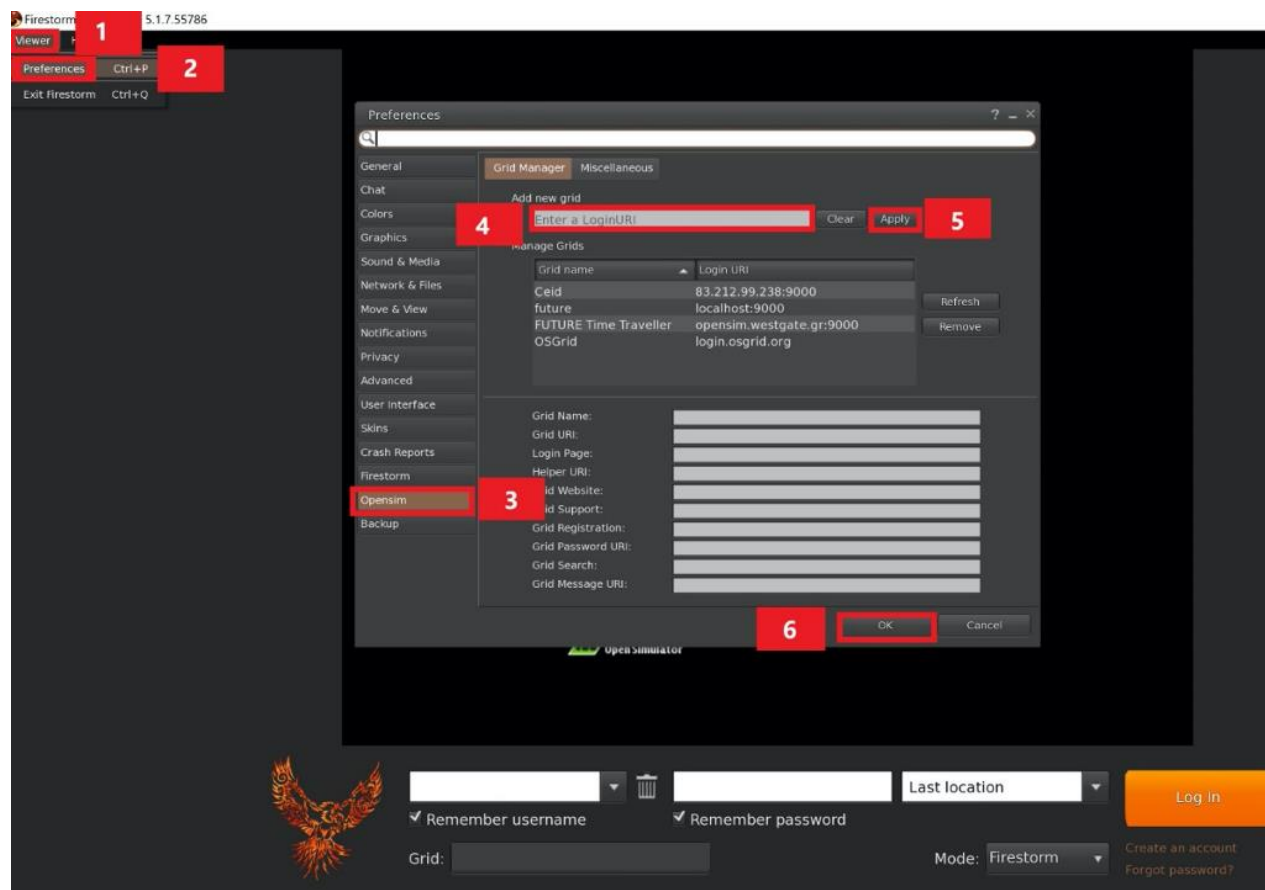 Firestorm 5.1.7.55786
1
Viewer
Preferences Ctrl+P
2
Exit Firestorm Ctrl+Q
Preferences
General
Chat
Colors
Graphics
Sound & Media
Network & Files
Move & View
Notifications
Privacy
Advanced
User Interface
Skins
Crash Reports
Firestorm
Opensim
3
Backup
Grid Manager Miscellaneous
Add new grid
4
Enter a LoginURI Clear Apply
5
Manage Grids
Grid name Login URI
Ceid 83.212.99.238:9000
future localhost:9000
FUTURE Time Traveller opensim.westgate.gr:9000
OSGrid login.osgrid.org
Refresh
Remove
Grid Name:
Grid URI:
Login Page:
Helper URI:
Grid Website:
Grid Support:
Grid Registration:
Grid Password URI:
Grid Search:
Grid Message URI:
6
OK Cancel
OpenSimulator
Last location
Log In
Remember username
Remember password
Grid:
Mode: Firestorm
Create an account
Forgot password?